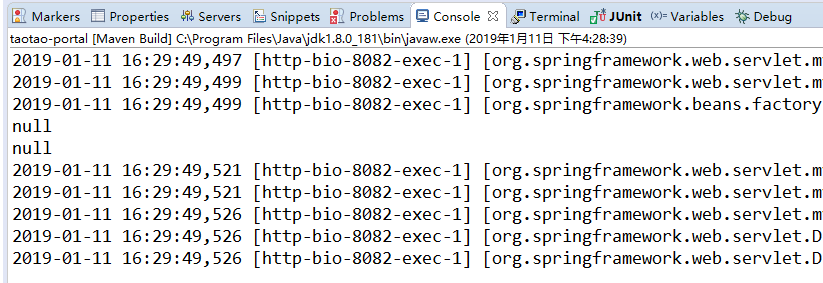 Markers Properties Servers Snippets Problems Console Terminal JUnit (x)= Variables Debug
taotao-portal [Maven Build] C:\Program Files\Java\jdk1.8.0_181\bin\javaw.exe (2019年1月11日 下午4:28:39)
2019-01-11 16:29:49,497 [http-bio-8082-exec-1] [org.springframework.web.servlet.m
2019-01-11 16:29:49,499 [http-bio-8082-exec-1] [org.springframework.web.servlet.m
2019-01-11 16:29:49,499 [http-bio-8082-exec-1] [org.springframework.beans.factory
null
null
2019-01-11 16:29:49,521 [http-bio-8082-exec-1] [org.springframework.web.servlet.m
2019-01-11 16:29:49,521 [http-bio-8082-exec-1] [org.springframework.web.servlet.m
2019-01-11 16:29:49,526 [http-bio-8082-exec-1] [org.springframework.web.servlet.m
2019-01-11 16:29:49,526 [http-bio-8082-exec-1] [org.springframework.web.servlet.D
2019-01-11 16:29:49,526 [http-bio-8082-exec-1] [org.springframework.web.servlet.D